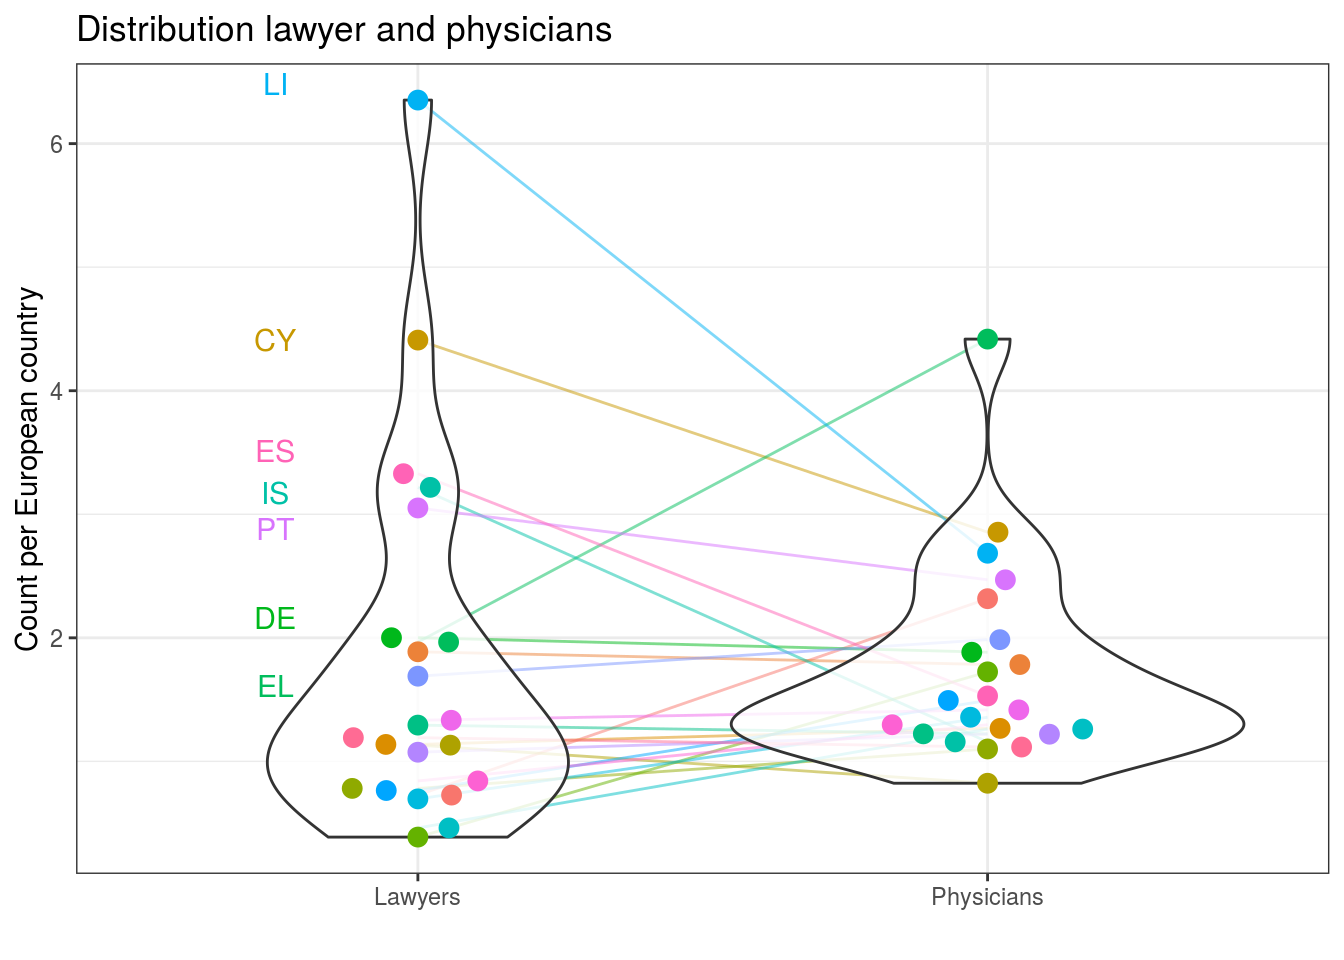 Distribution lawyer and physicians
Count per European country
6
4
2
LI
CY
ES
IS
PT
DE
EL
Lawyers
Physicians